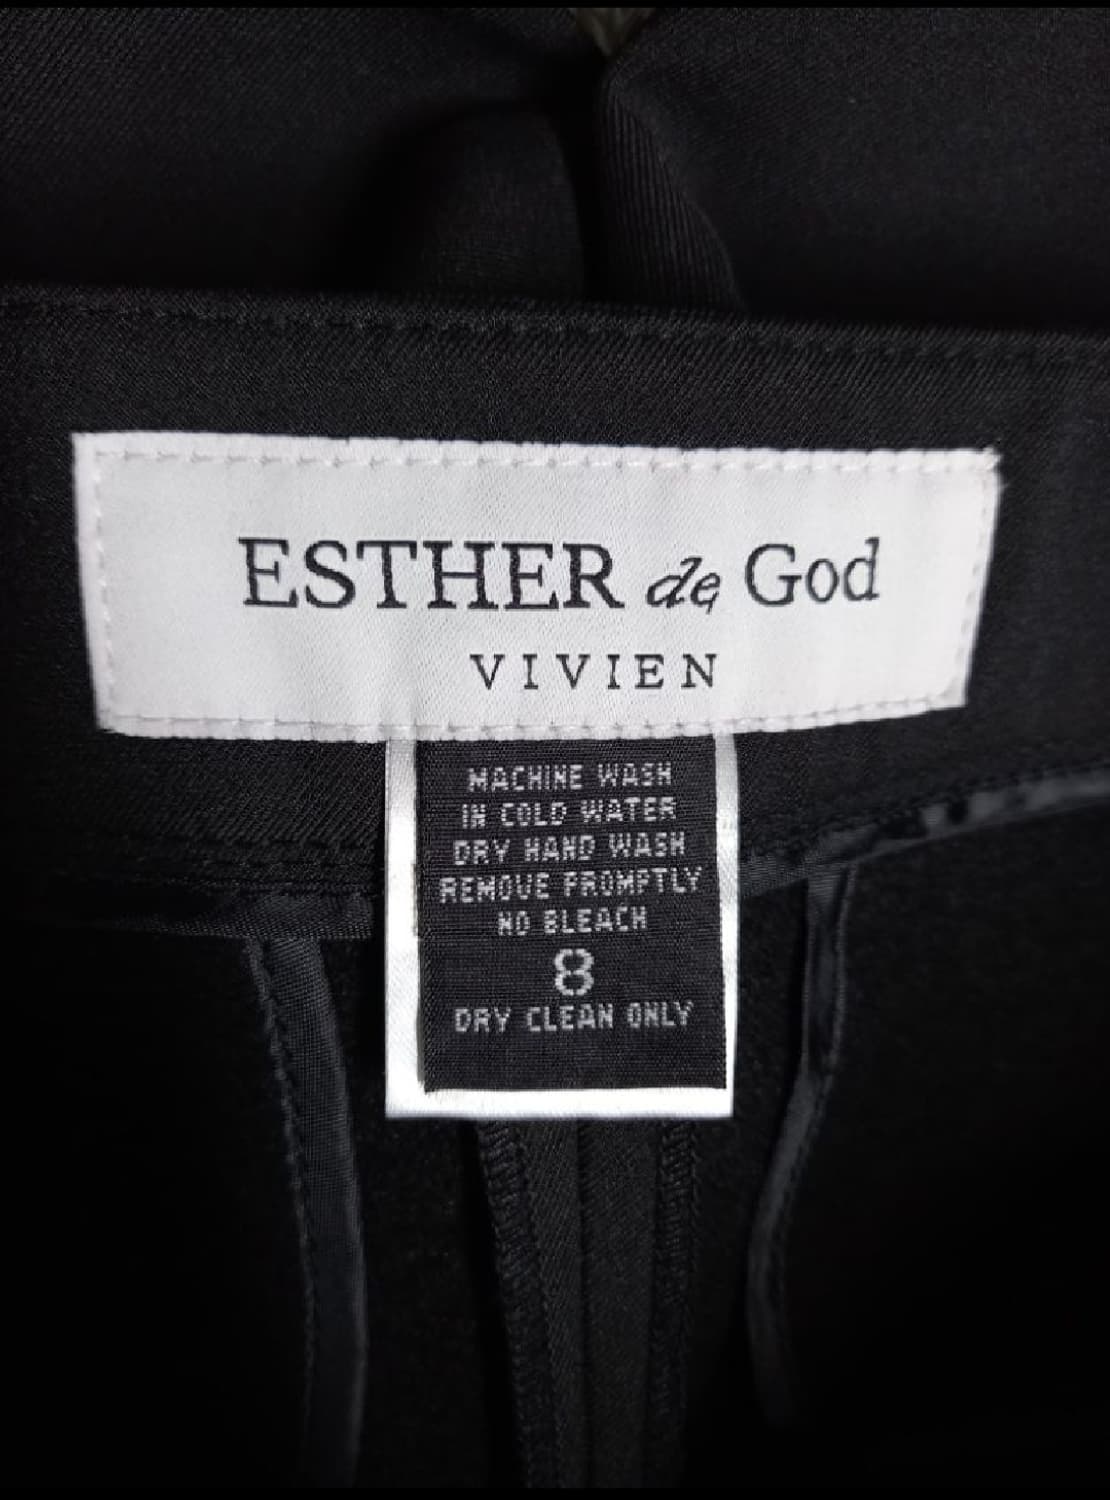 ESTHER de God
VIVIEN
MACHINE WASH
IN COLD WATER
DRY HAND WASH
REMOVE PROMPTLY
NO BLEACH
8
DRY CLEAN ONLY